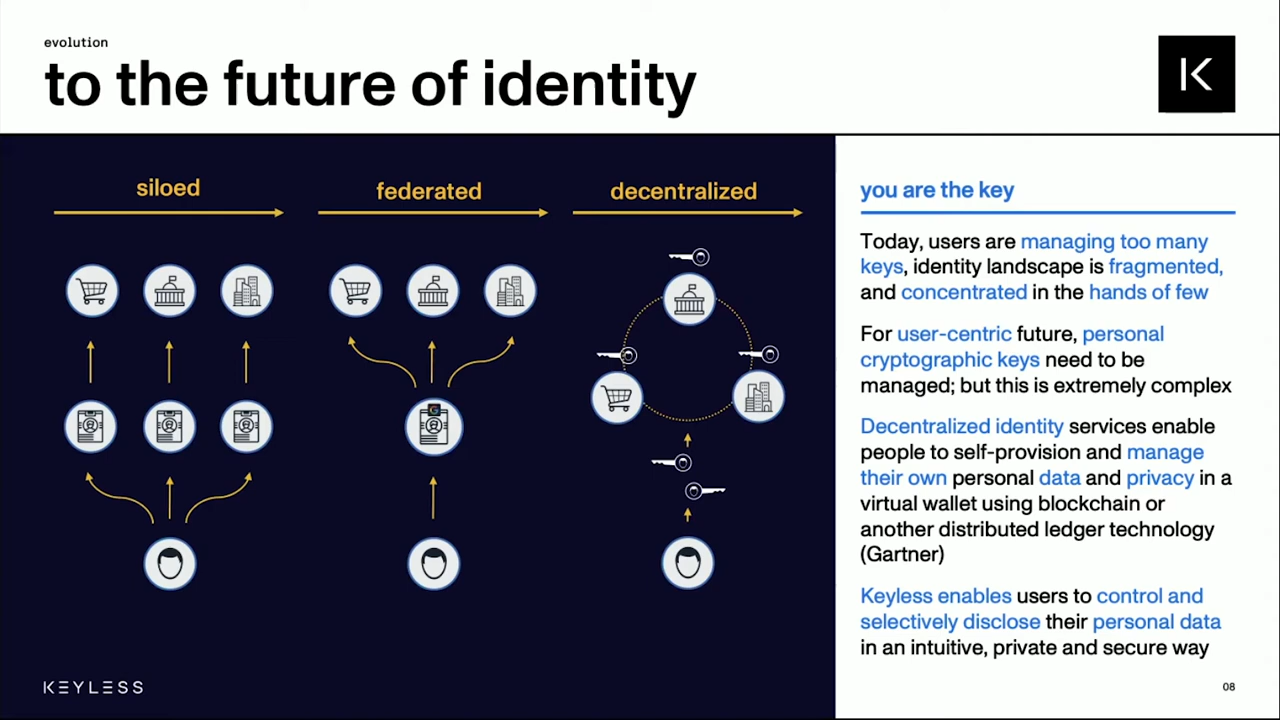 evolution
to the future of identity
K
siloed
federated
decentralized
G
you are the key
Today, users are managing too many
keys, identity landscape is fragmented,
and concentrated in the hands of few
For user-centric future, personal
cryptographic keys need to be
managed; but this is extremely complex
Decentralized identity services enable
people to self-provision and manage
their own personal data and privacy in a
virtual wallet using blockchain or
another distributed ledger technology
(Gartner)
Keyless enables users to control and
selectively disclose their personal data
in an intuitive, private and secure way
KEYLESS
08